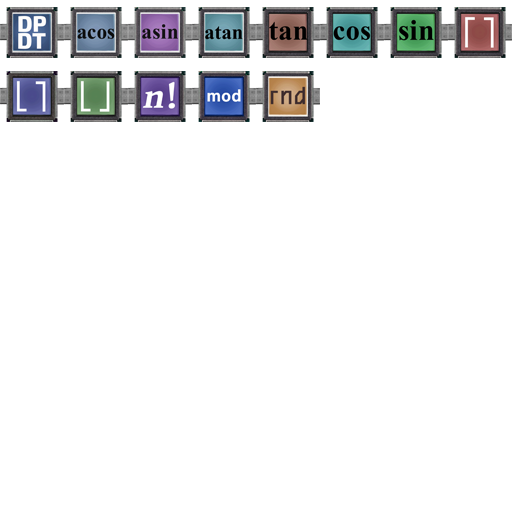 DP
DT acos asin atan tan cos sin ⌈ ⌉
⌊ ⌉ ⌊ ⌋ n! mod rnd